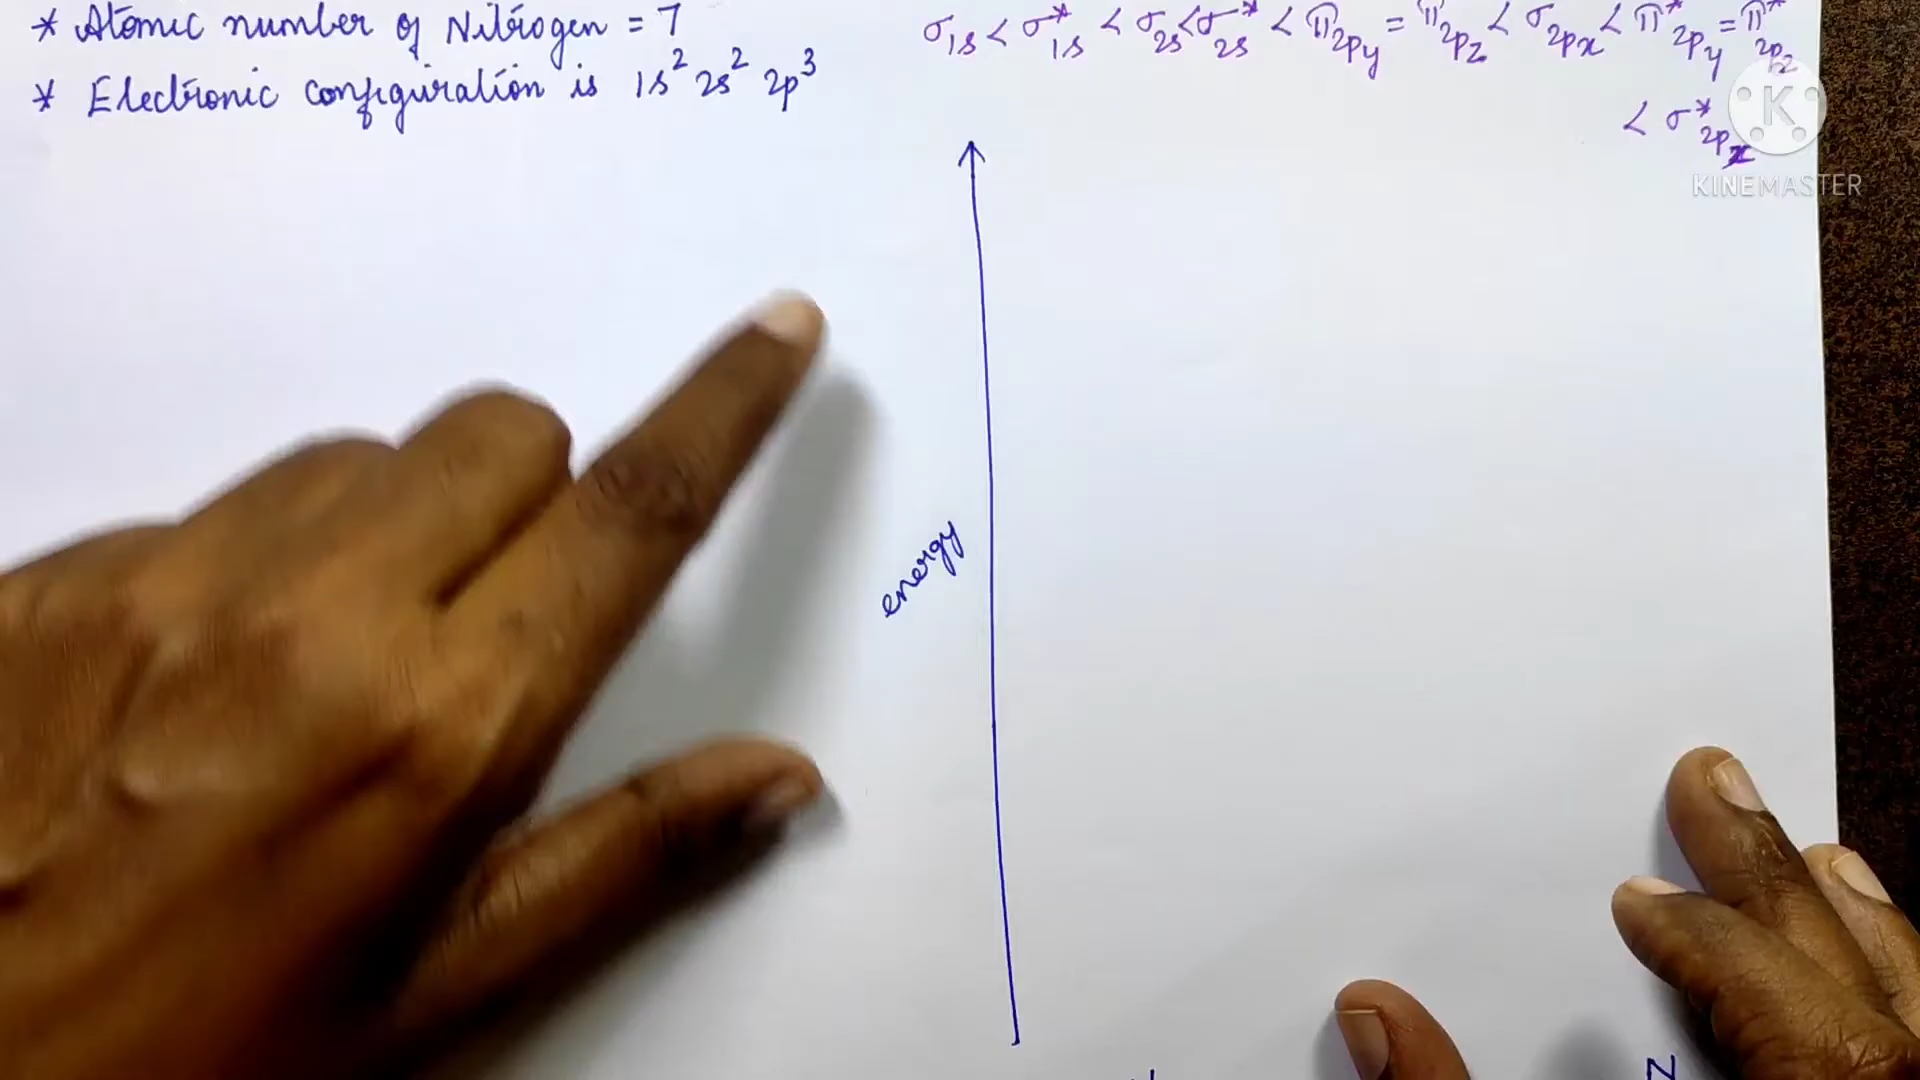 * Atomic number of Nitrogen = 7
* Electronic configuration is 1s² 2s² 2p³
σ1s < σ*1s < σ2s < σ*2s < π2py = π2pz < σ2px < π*2py = π*2pz
< σ*2px
K
KINEMASTER
energy
N